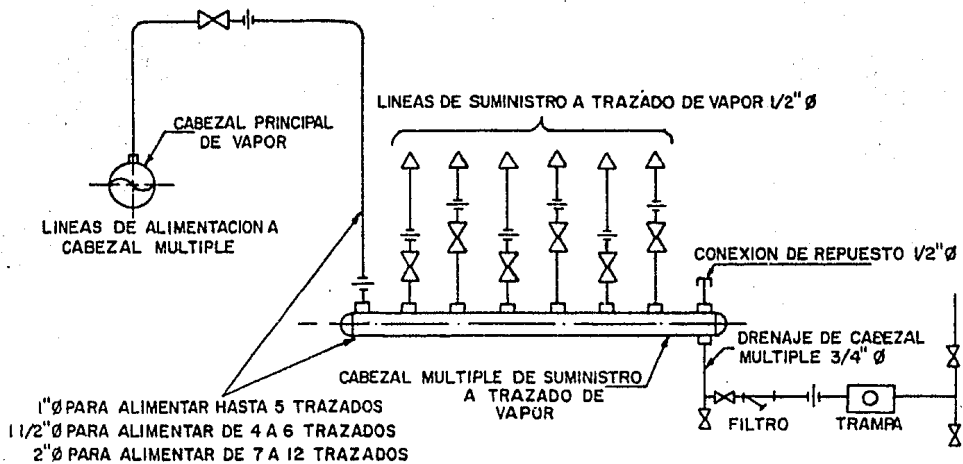 LINEAS DE SUMINISTRO A TRAZADO DE VAPOR 1/2" Ø
CABEZAL PRINCIPAL
DE VAPOR
LINEAS DE ALIMENTACION A
CABEZAL MULTIPLE
CONEXION DE REPUESTO 1/2" Ø
DRENAJE DE CABEZAL
MULTIPLE 3/4" Ø
CABEZAL MULTIPLE DE SUMINISTRO
A TRAZADO DE
VAPOR
FILTRO
TRAMPA
1" Ø PARA ALIMENTAR HASTA 5 TRAZADOS
1 1/2" Ø PARA ALIMENTAR DE 4 A 6 TRAZADOS
2" Ø PARA ALIMENTAR DE 7 A 12 TRAZADOS